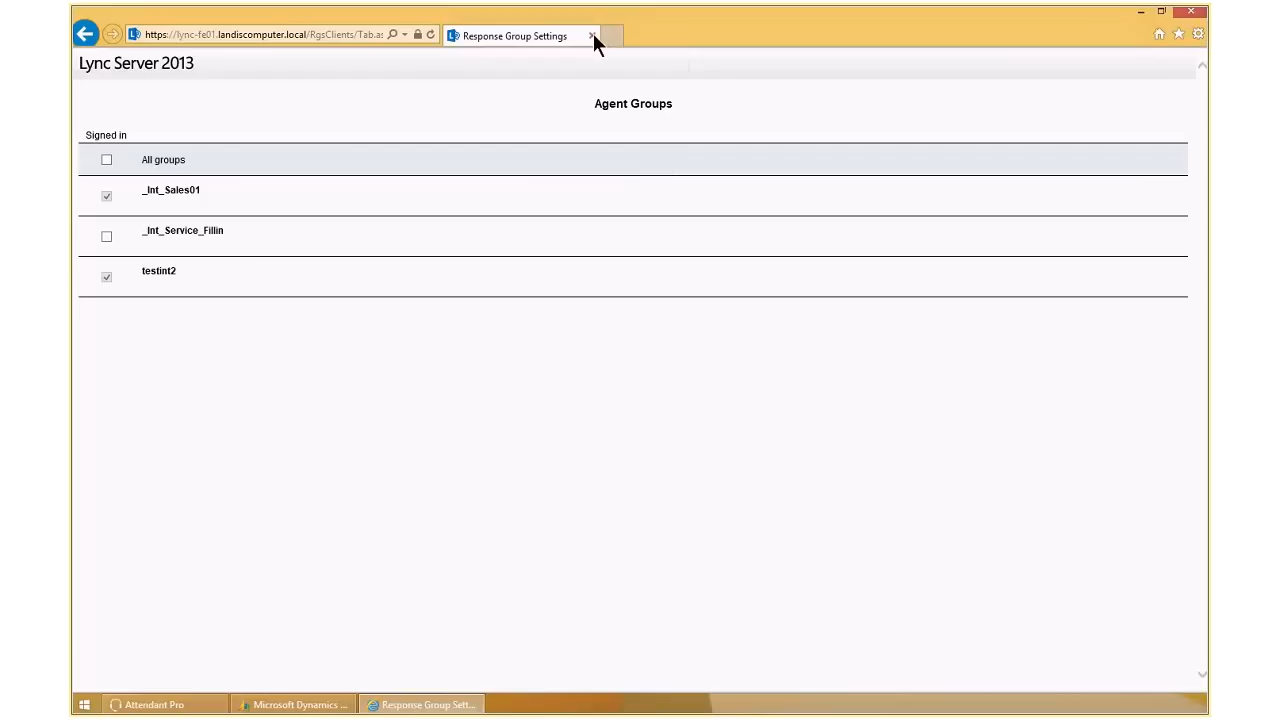 https://lync-fe01.landiscomputer.local/RgsClients/Tab.as
Response Group Settings
Lync Server 2013
Agent Groups
Signed in
All groups
_Int_Sales01
_Int_Service_Fillin
testint2
Attendant Pro
Microsoft Dynamics ...
Response Group Sett...